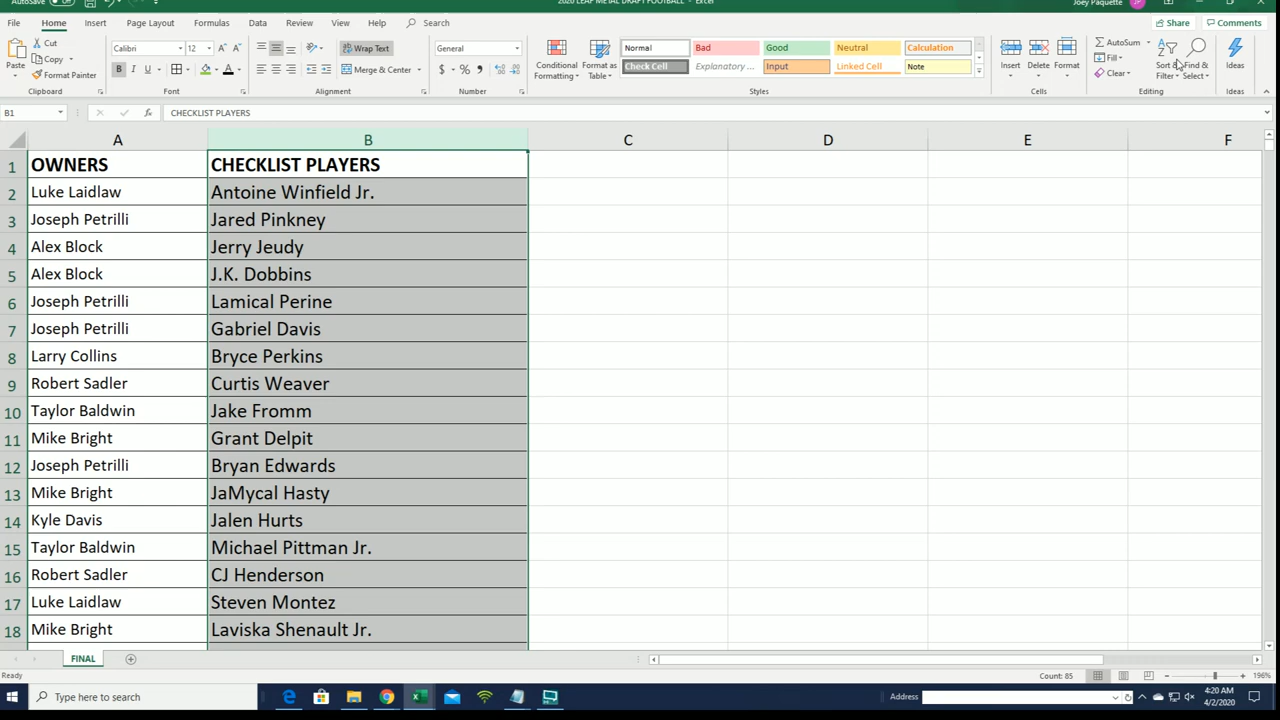 AutoSave Off 2020 LEAF METAL DRAFT FOOTBALL - Excel Joey Paquette JP
File Home Insert Page Layout Formulas Data Review View Help Search Share Comments
Paste Cut Copy Format Painter Clipboard
Calibri 12 B I U A Font
Wrap Text Merge & Center Alignment
General $ % , Number
Conditional Formatting Format as Table
Normal Bad Good Neutral Calculation
Check Cell Explanatory ... Input Linked Cell Note
Styles
Insert Delete Format Cells
AutoSum Fill Clear Sort & Filter Find & Select Editing
Ideas Ideas
B1 fx CHECKLIST PLAYERS
A B C D E F
1 OWNERS CHECKLIST PLAYERS
2 Luke Laidlaw Antoine Winfield Jr.
3 Joseph Petrilli Jared Pinkney
4 Alex Block Jerry Jeudy
5 Alex Block J.K. Dobbins
6 Joseph Petrilli Lamical Perine
7 Joseph Petrilli Gabriel Davis
8 Larry Collins Bryce Perkins
9 Robert Sadler Curtis Weaver
10 Taylor Baldwin Jake Fromm
11 Mike Bright Grant Delpit
12 Joseph Petrilli Bryan Edwards
13 Mike Bright JaMycal Hasty
14 Kyle Davis Jalen Hurts
15 Taylor Baldwin Michael Pittman Jr.
16 Robert Sadler CJ Henderson
17 Luke Laidlaw Steven Montez
18 Mike Bright Laviska Shenault Jr.
FINAL
Ready Count: 85 196%
Type here to search Address 4:20 AM
4/2/2020